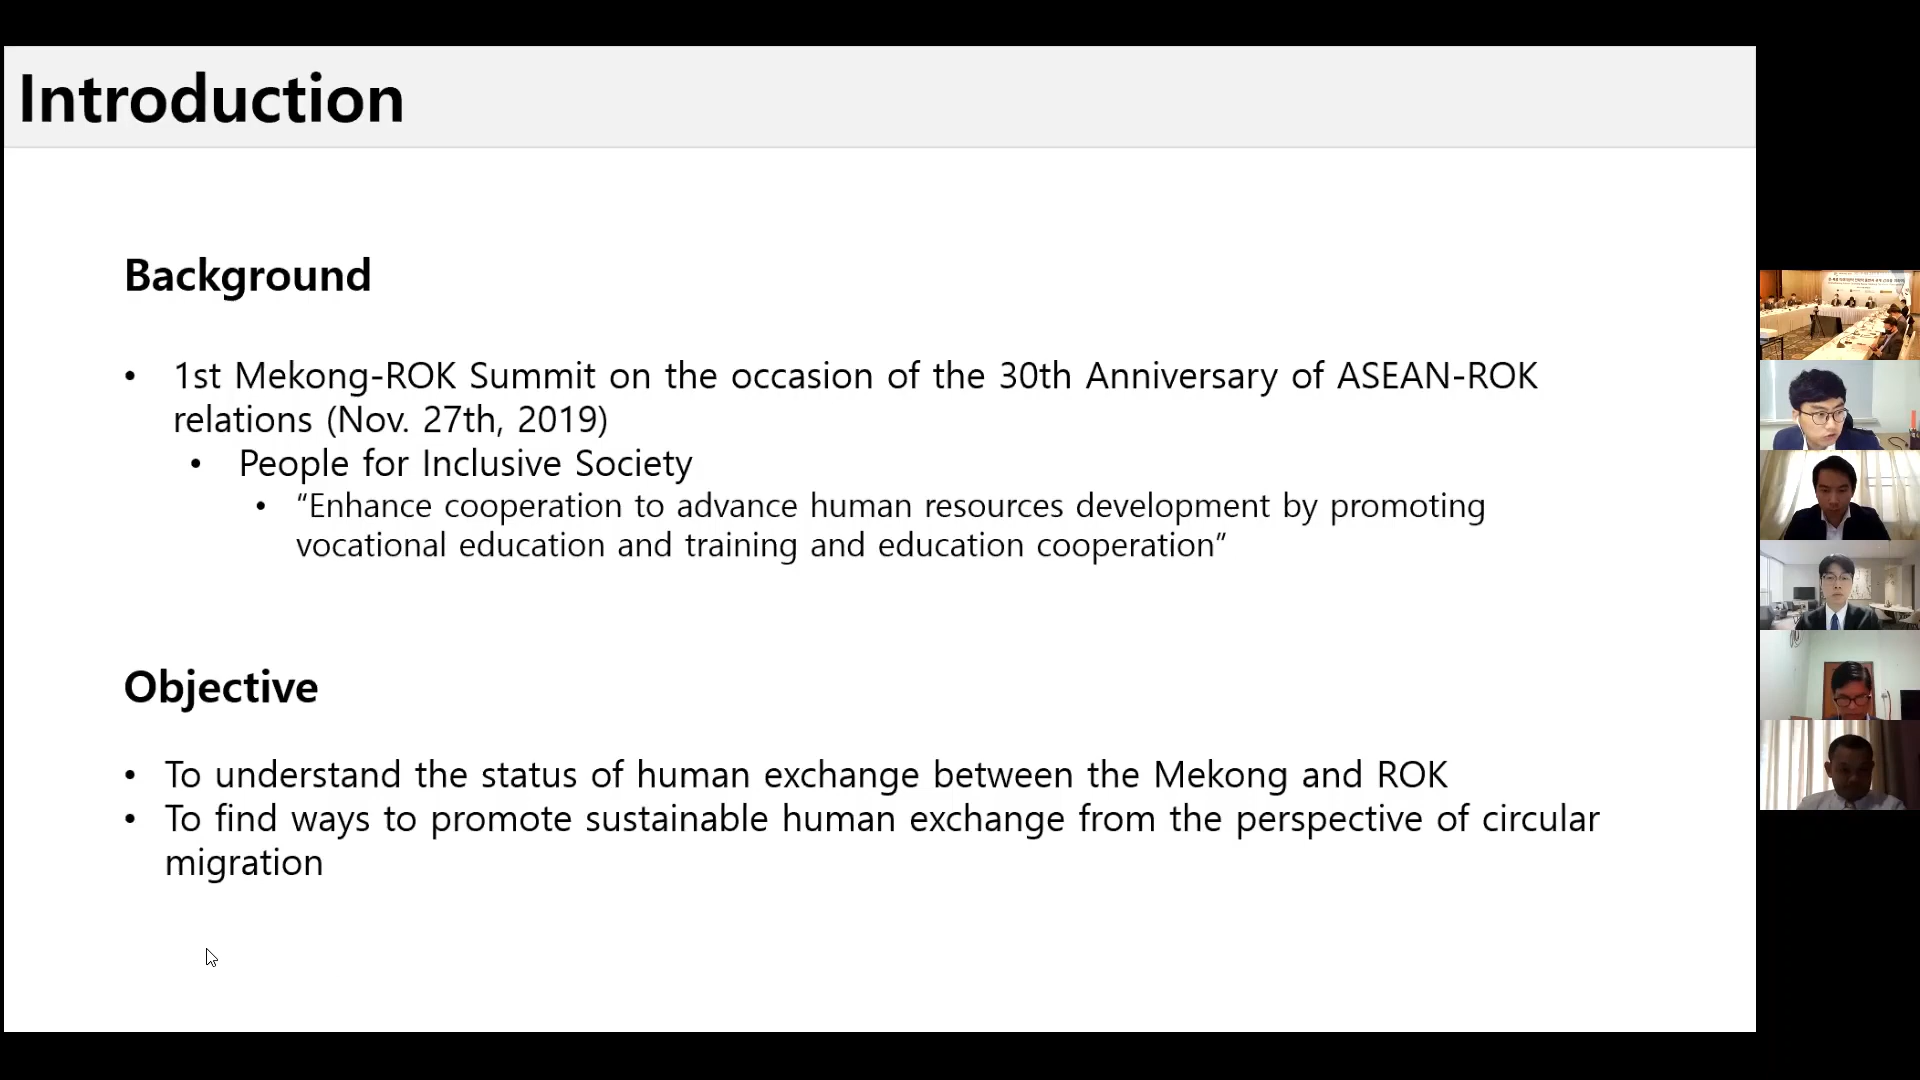 Introduction
Background
• 1st Mekong-ROK Summit on the occasion of the 30th Anniversary of ASEAN-ROK
relations (Nov. 27th, 2019)
• People for Inclusive Society
• “Enhance cooperation to advance human resources development by promoting
vocational education and training and education cooperation”
Objective
• To understand the status of human exchange between the Mekong and ROK
• To find ways to promote sustainable human exchange from the perspective of circular
migration